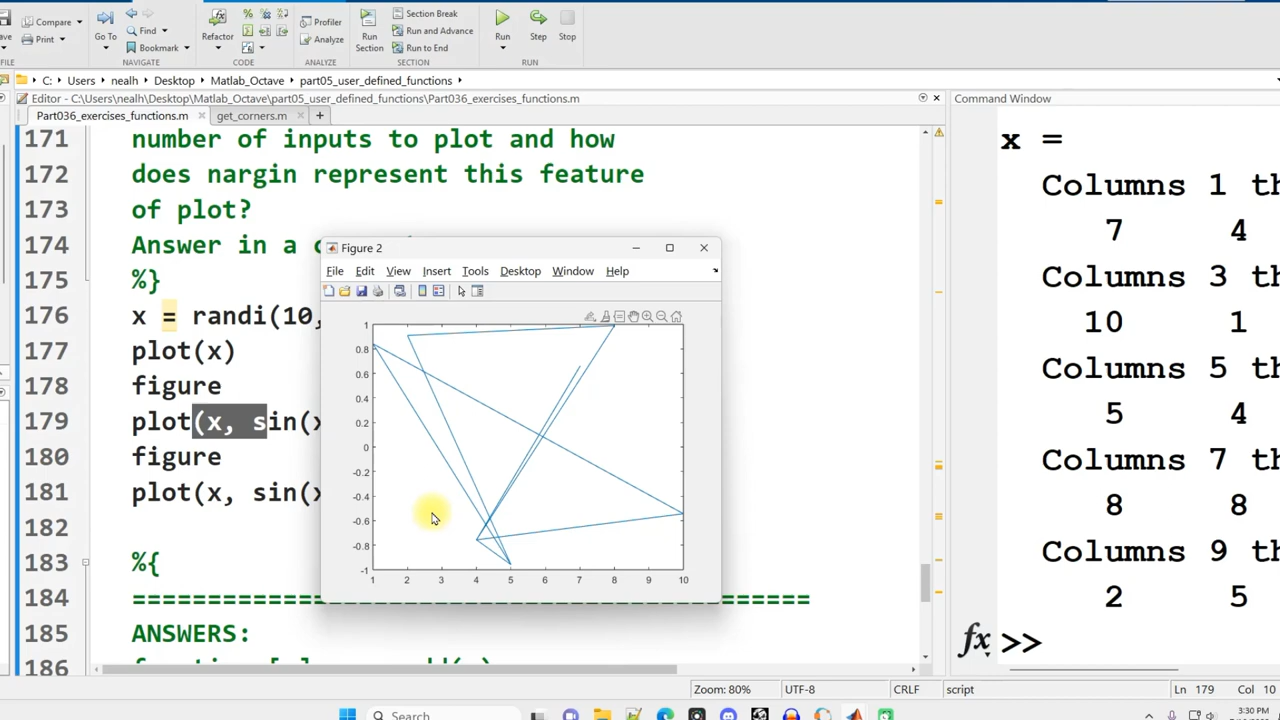 Compare
Print
FILE
Go To
Find
Bookmark
NAVIGATE
Refactor
CODE
Profiler
Analyze
ANALYZE
Run Section
Section Break
Run and Advance
Run to End
SECTION
Run
Step
Stop
RUN
C: Users nealh Desktop Matlab_Octave part05_user_defined_functions
Editor - C:\Users\nealh\Desktop\Matlab_Octave\part05_user_defined_functions\Part036_exercises_functions.m
Part036_exercises_functions.m
get_corners.m
171 number of inputs to plot and how
172 does nargin represent this feature
173 of plot?
174 Answer in a
175 %}
176 x = randi(10,
177 plot(x)
178 figure
179 plot(x, sin(x
180 figure
181 plot(x, sin(x
182
183 %{
184 =============================================
185 ANSWERS:
186
Figure 2
File Edit View Insert Tools Desktop Window Help
1
0.8
0.6
0.4
0.2
0
-0.2
-0.4
-0.6
-0.8
-1
1 2 3 4 5 6 7 8 9 10
Command Window
x =
Columns 1 th
7 4
Columns 3 th
10 1
Columns 5 th
5 4
Columns 7 th
8 8
Columns 9 th
2 5
fx >>
Zoom: 80% UTF-8 CRLF script Ln 179 Col 10
Search
3:30 PM